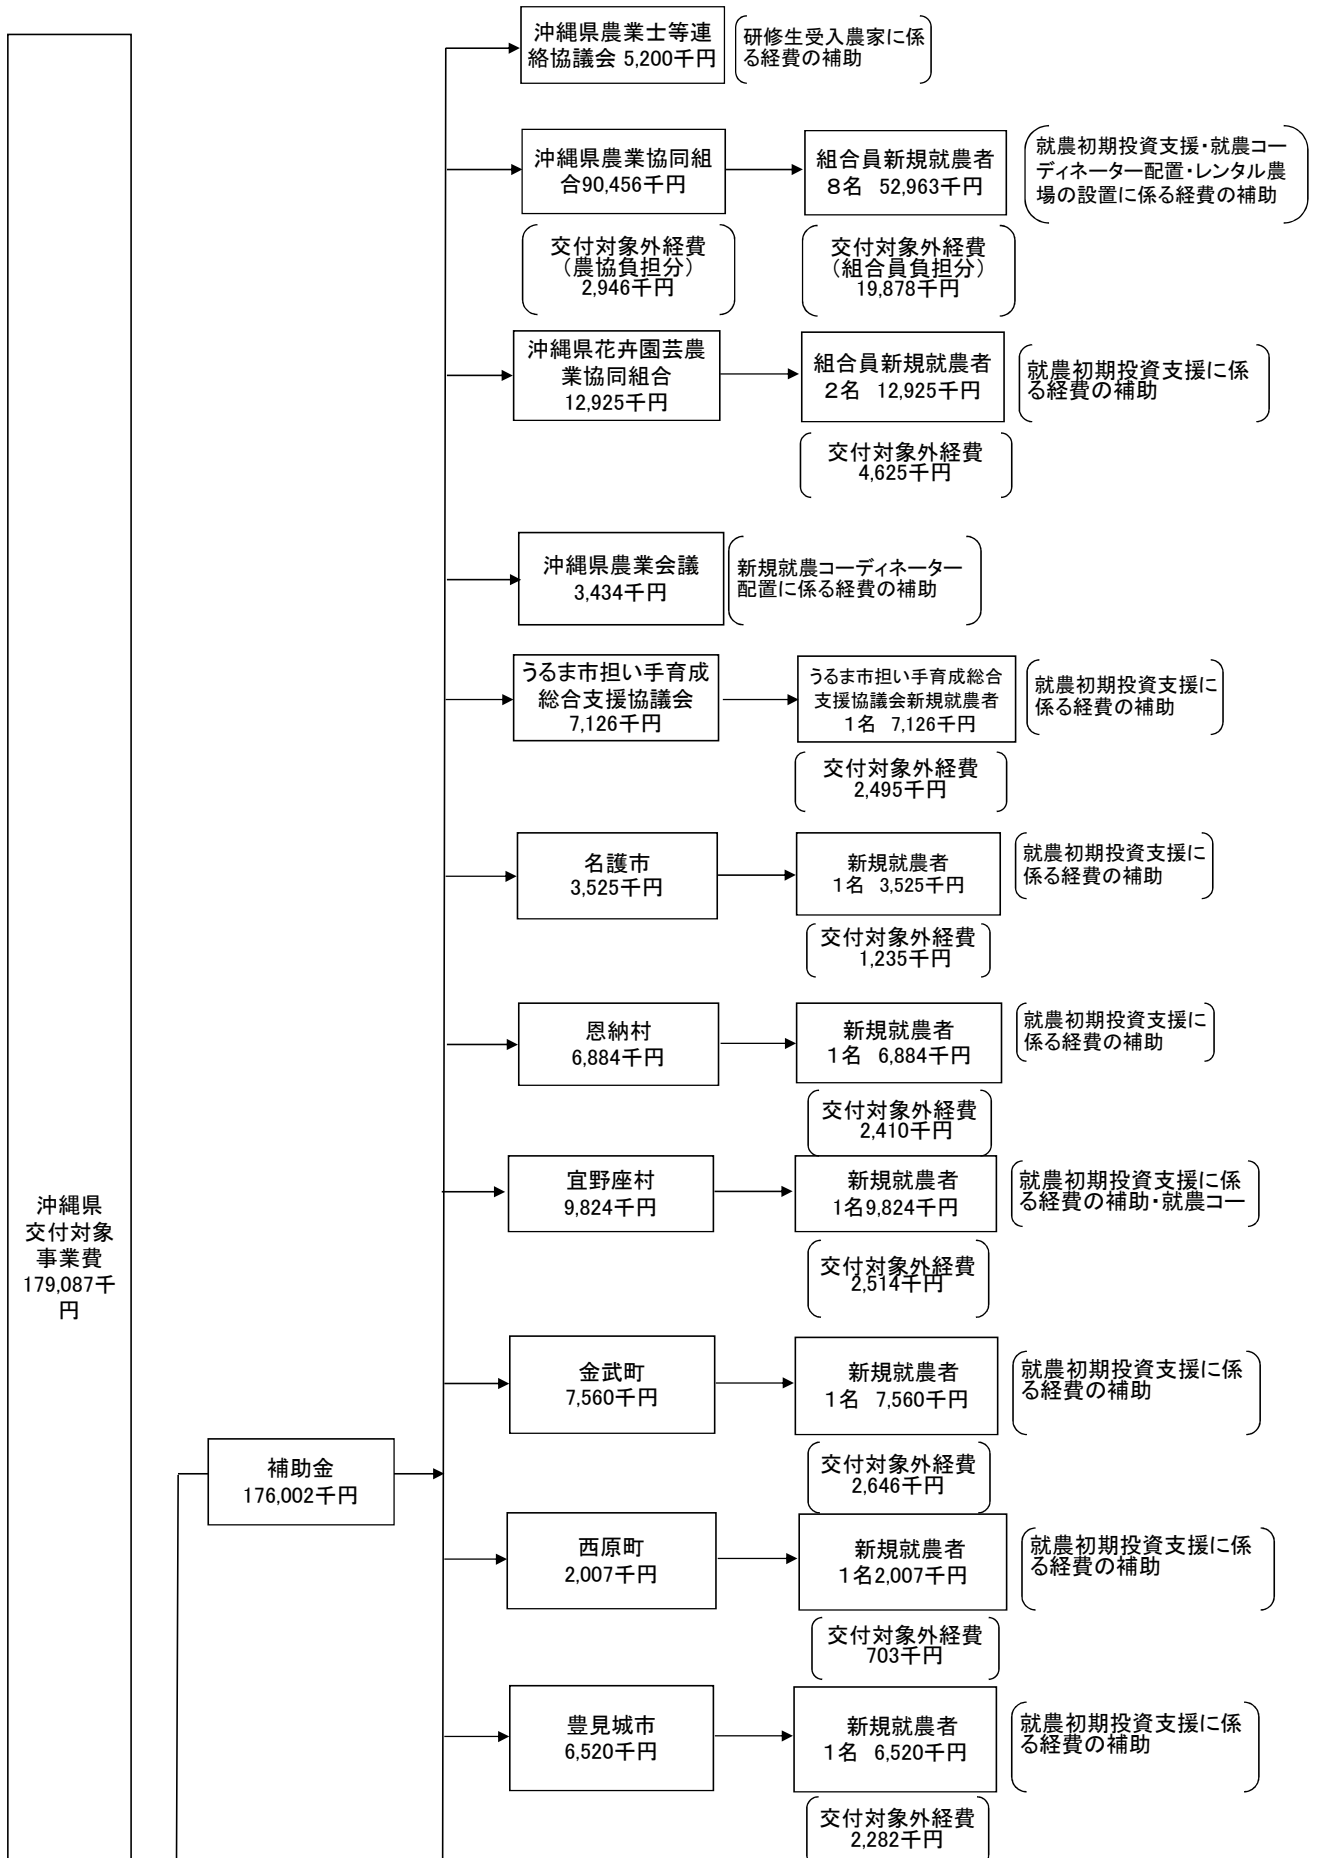 沖縄県農業士等連
絡協議会 5,200千円
研修生受入農家に係
る経費の補助
沖縄県農業協同組
合90,456千円
組合員新規就農者
8名 52,963千円
就農初期投資支援・就農コー
ディネーター配置・レンタル農
場の設置に係る経費の補助
交付対象外経費
（農協負担分）
2,946千円
交付対象外経費
（組合員負担分）
19,878千円
沖縄県花卉園芸農
業協同組合
12,925千円
組合員新規就農者
2名 12,925千円
就農初期投資支援に係
る経費の補助
交付対象外経費
4,625千円
沖縄県農業会議
3,434千円
新規就農コーディネーター
配置に係る経費の補助
うるま市担い手育成
総合支援協議会
7,126千円
うるま市担い手育成総合
支援協議会新規就農者
1名 7,126千円
就農初期投資支援に
係る経費の補助
交付対象外経費
2,495千円
名護市
3,525千円
新規就農者
1名 3,525千円
就農初期投資支援に
係る経費の補助
交付対象外経費
1,235千円
恩納村
6,884千円
新規就農者
1名 6,884千円
就農初期投資支援に
係る経費の補助
交付対象外経費
2,410千円
宜野座村
9,824千円
新規就農者
1名9,824千円
就農初期投資支援に係
る経費の補助・就農コー
交付対象外経費
2,514千円
沖縄県
交付対象
事業費
179,087千
円
金武町
7,560千円
新規就農者
1名 7,560千円
就農初期投資支援に係
る経費の補助
交付対象外経費
2,646千円
補助金
176,002千円
西原町
2,007千円
新規就農者
1名2,007千円
就農初期投資支援に係
る経費の補助
交付対象外経費
703千円
豊見城市
6,520千円
新規就農者
1名 6,520千円
就農初期投資支援に係
る経費の補助
交付対象外経費
2,282千円